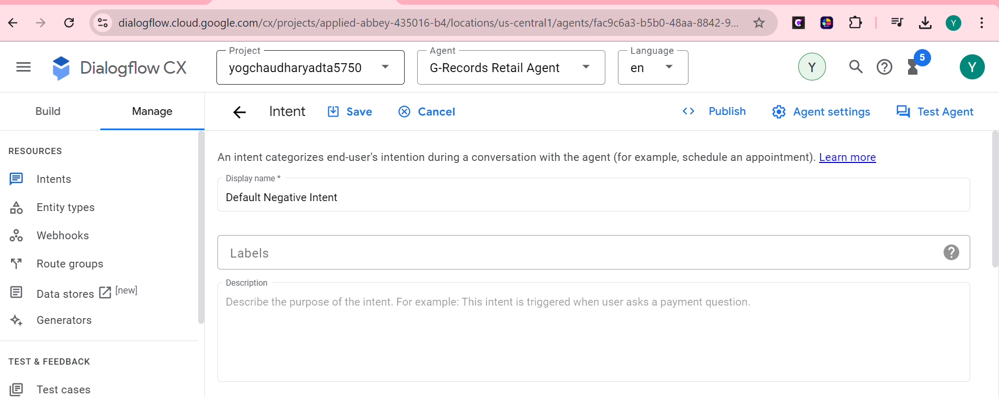 dialogflow.cloud.google.com/cx/projects/applied-abbey-435016-b4/locations/us-central1/agents/fac9c6a3-b5b0-48aa-8842-9...
Y
Dialogflow CX
Project
yogchaudharyadta5750
Agent
G-Records Retail Agent
Language
en
Y
5
Y
Build
Manage
Intent
Save
Cancel
Publish
Agent settings
Test Agent
RESOURCES
Intents
Entity types
Webhooks
Route groups
Data stores [new]
Generators
TEST & FEEDBACK
Test cases
An intent categorizes end-user's intention during a conversation with the agent (for example, schedule an appointment). Learn more
Display name *
Default Negative Intent
Labels
?
Description
Describe the purpose of the intent. For example: This intent is triggered when user asks a payment question.